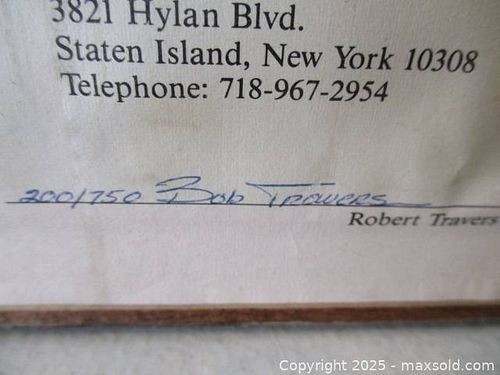 3821 Hylan Blvd.
Staten Island, New York 10308
Telephone: 718-967-2954
200/750 Bob Travers
Robert Travers
Copyright 2025 - maxsold.com